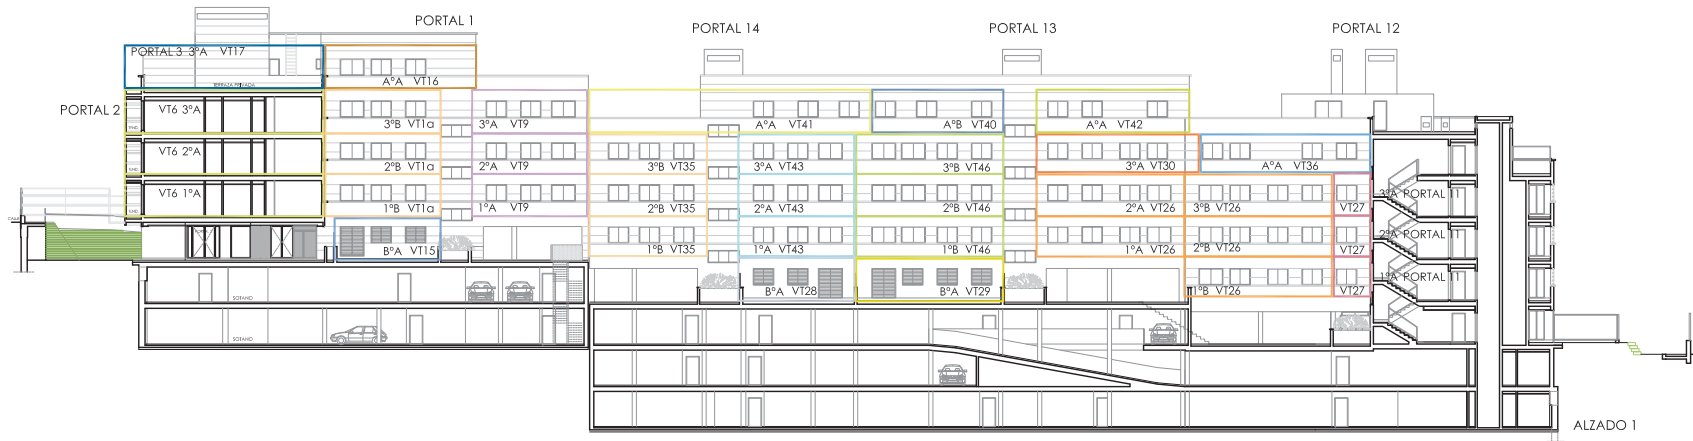 PORTAL 1
PORTAL 14
PORTAL 13
PORTAL 12
PORTAL 3 3ºA VT17
AºA VT16
TERRAZA PRIVADA
PORTAL 2
VT6 3ºA
3ºB VT1a
3ºA VT9
AºA VT41
AºB VT40
AºA VT42
VT6 2ºA
2ºB VT1a
2ºA VT9
3ºB VT35
3ºA VT43
3ºB VT46
3ºA VT30
AºA VT36
VT6 1ºA
1ºB VT1a
1ºA VT9
2ºB VT35
2ºA VT43
2ºB VT46
2ºA VT26
3ºB VT26
VT27
3ºA PORTAL 11
BºA VT15
1ºB VT35
1ºA VT43
1ºB VT46
1ºA VT26
2ºB VT26
VT27
2ºA PORTAL 11
BºA VT28
BºA VT29
1ºB VT26
VT27
1ºA PORTAL 11
SOTANO
SOTANO
ALZADO 1